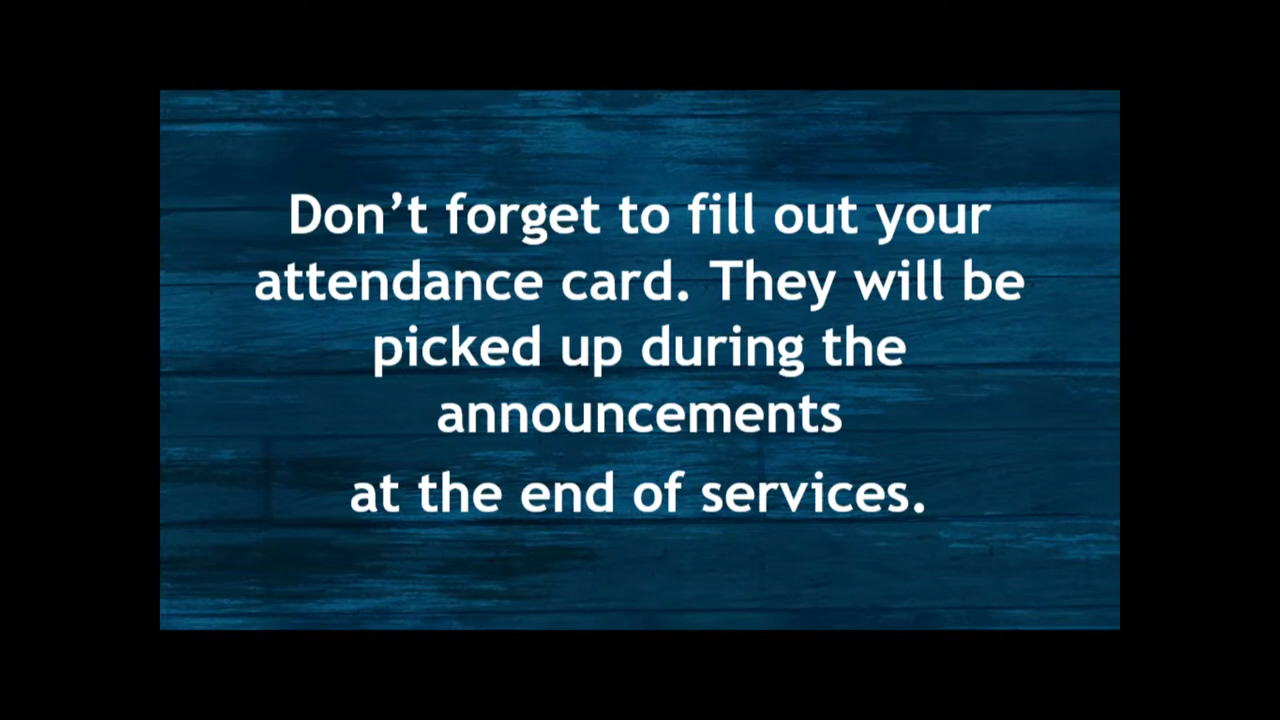 Don’t forget to fill out your
attendance card. They will be
picked up during the
announcements
at the end of services.